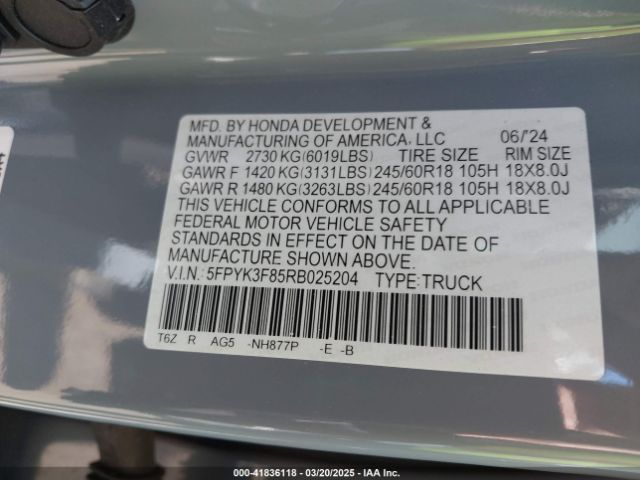 MFD. BY HONDA DEVELOPMENT &
MANUFACTURING OF AMERICA, LLC 06/'24
GVWR 2730 KG(6019LBS) TIRE SIZE RIM SIZE
GAWR F 1420 KG(3131LBS) 245/60R18 105H 18X8.0J
GAWR R 1480 KG(3263LBS) 245/60R18 105H 18X8.0J
THIS VEHICLE CONFORMS TO ALL APPLICABLE
FEDERAL MOTOR VEHICLE SAFETY
STANDARDS IN EFFECT ON THE DATE OF
MANUFACTURE SHOWN ABOVE.
V.I.N.: 5FPYK3F85RB025204 TYPE:TRUCK
T6Z R AG5 -NH877P -E -B
000-41836118 — 03/20/2025 — IAA Inc.